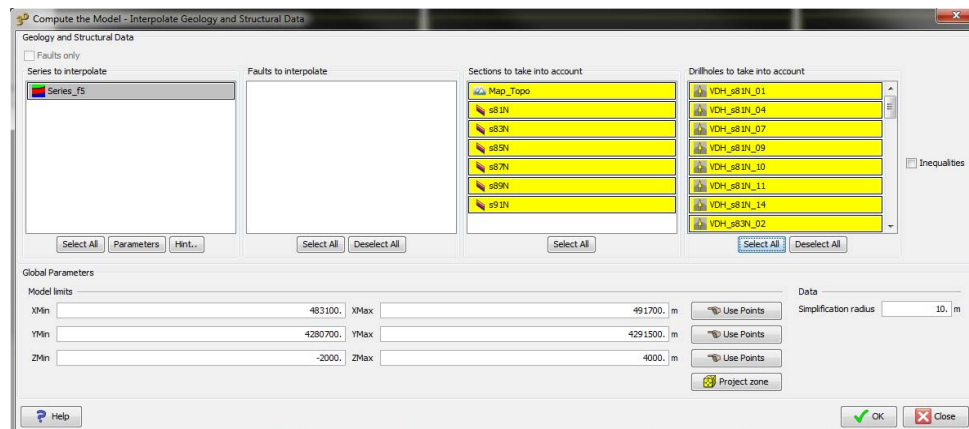 Compute the Model - Interpolate Geology and Structural Data
Geology and Structural Data
Faults only
Series to interpolate
Series_f5
Select All Parameters Hint..
Faults to interpolate
Select All Deselect All
Sections to take into account
Map_Topo
s81N
s83N
s85N
s87N
s89N
s91N
Select All
Drillholes to take into account
VDH_s81N_01
VDH_s81N_04
VDH_s81N_07
VDH_s81N_09
VDH_s81N_10
VDH_s81N_11
VDH_s81N_14
VDH_s83N_02
Select All Deselect All
Inequalities
Global Parameters
Model limits
XMin 483100. XMax 491700. m Use Points
YMin 4280700. YMax 4291500. m Use Points
ZMin -2000. ZMax 4000. m Use Points
Project zone
Data
Simplification radius 10. m
Help
OK Close